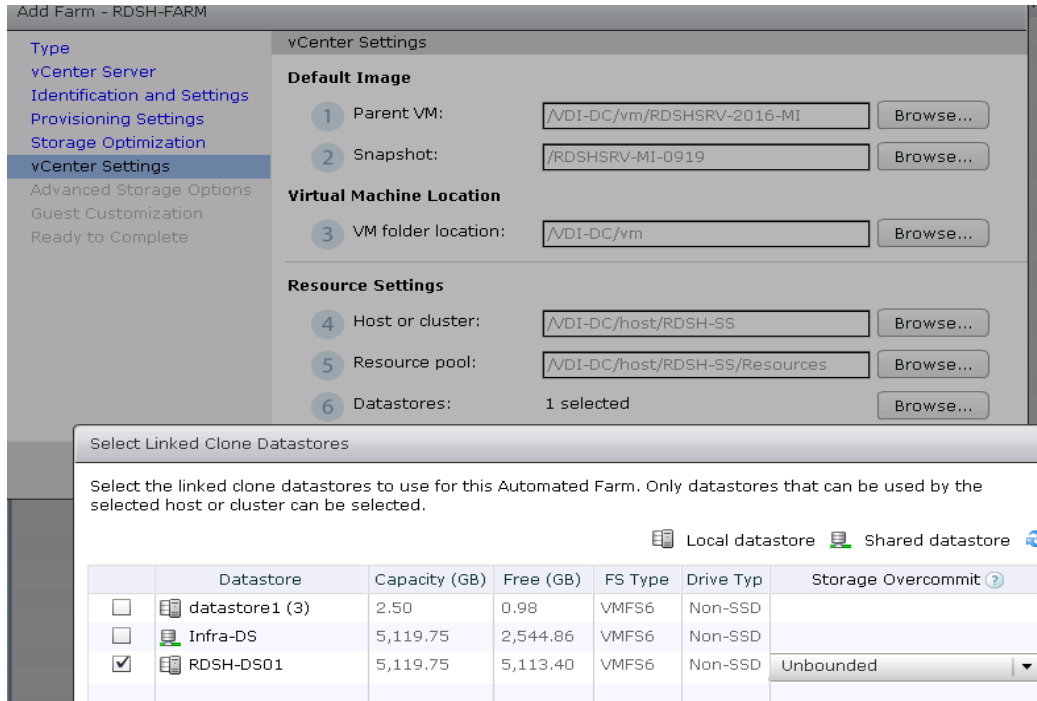 Add Farm - RDSH-FARM
Type
vCenter Server
Identification and Settings
Provisioning Settings
Storage Optimization
vCenter Settings
Advanced Storage Options
Guest Customization
Ready to Complete
vCenter Settings
Default Image
1 Parent VM: /VDI-DC/vm/RDSHSRV-2016-MI Browse...
2 Snapshot: /RDSHSRV-MI-0919 Browse...
Virtual Machine Location
3 VM folder location: /VDI-DC/vm Browse...
Resource Settings
4 Host or cluster: /VDI-DC/host/RDSH-SS Browse...
5 Resource pool: /VDI-DC/host/RDSH-SS/Resources Browse...
6 Datastores: 1 selected Browse...
Select Linked Clone Datastores
Select the linked clone datastores to use for this Automated Farm. Only datastores that can be used by the
selected host or cluster can be selected.
Local datastore Shared datastore
Datastore Capacity (GB) Free (GB) FS Type Drive Typ Storage Overcommit ?
datastore1 (3) 2.50 0.98 VMFS6 Non-SSD
Infra-DS 5,119.75 2,544.86 VMFS6 Non-SSD
RDSH-DS01 5,119.75 5,113.40 VMFS6 Non-SSD Unbounded